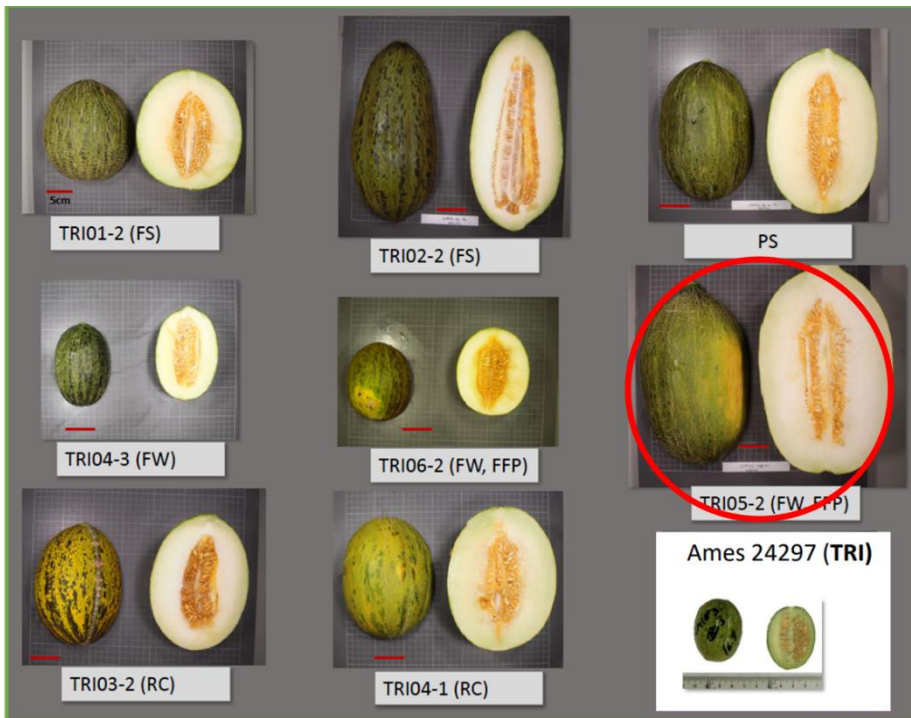 5cm
TRI01-2 (FS)
TRI02-2 (FS)
PS
TRI04-3 (FW)
TRI06-2 (FW, FFP)
TRI05-2 (FW, FFP)
Ames 24297 (TRI)
TRI03-2 (RC)
TRI04-1 (RC)